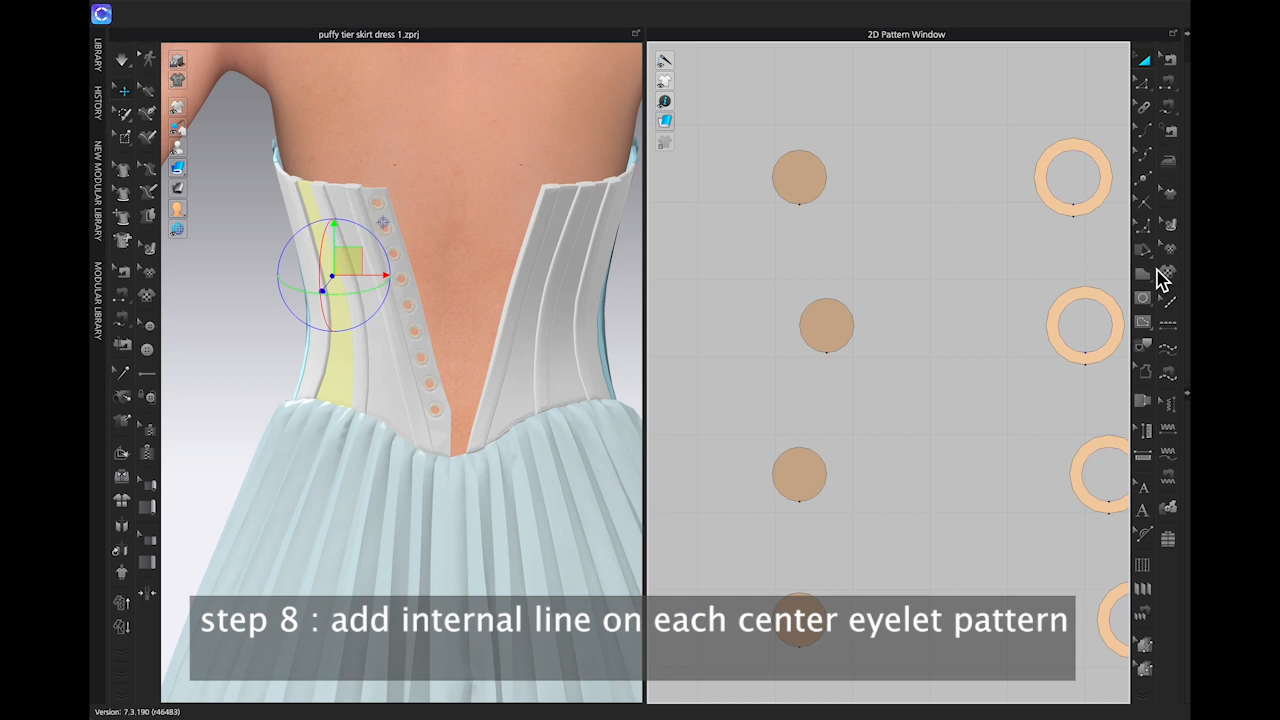 puffy tier skirt dress 1.zprj
2D Pattern Window
LIBRARY
HISTORY
NEW MODULAR LIBRARY
MODULAR LIBRARY
A
A
step 8 : add internal line on each center eyelet pattern
Version: 7.3.190 (r46483)